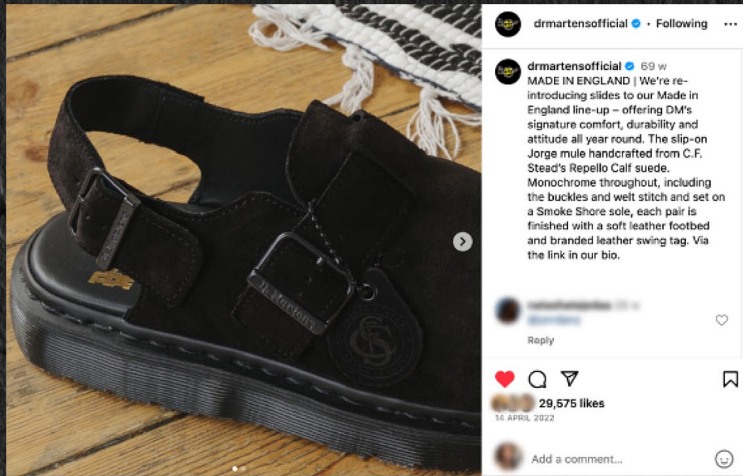 drmartensofficial • Following
drmartensofficial 69 w
MADE IN ENGLAND | We're re-
introducing slides to our Made in
England line-up – offering DM's
signature comfort, durability and
attitude all year round. The slip-on
Jorge mule handcrafted from C.F.
Stead's Repello Calf suede.
Monochrome throughout, including
the buckles and welt stitch and set on
a Smoke Shore sole, each pair is
finished with a soft leather footbed
and branded leather swing tag. Via
the link in our bio.
Reply
29,575 likes
14 APRIL 2022
Add a comment...
Dr. Martens